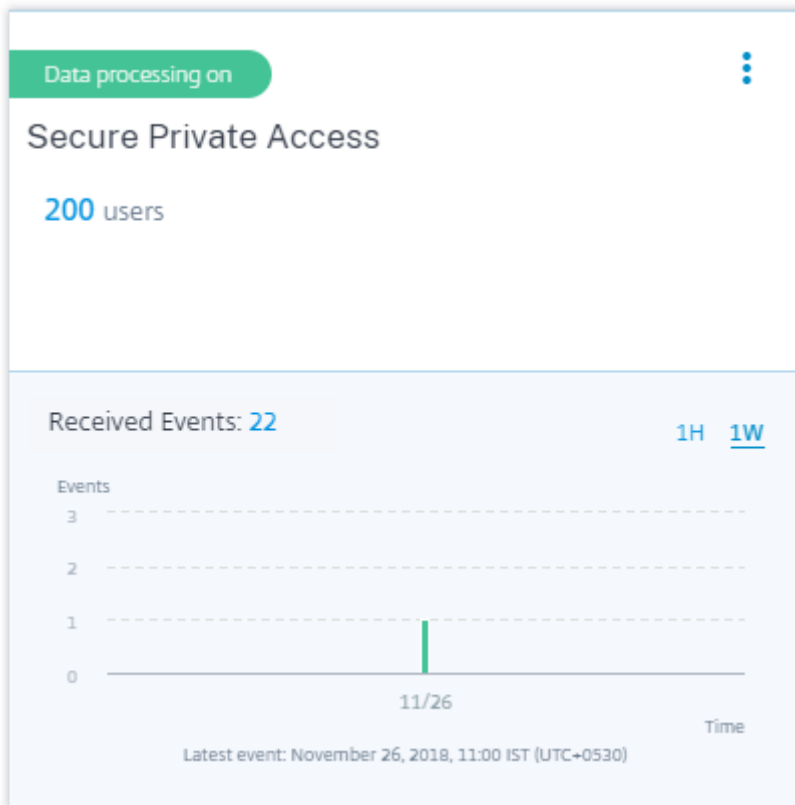 Data processing on
Secure Private Access
200 users
Received Events: 22
1H 1W
Events
3
2
1
0
11/26
Time
Latest event: November 26, 2018, 11:00 IST (UTC+0530)